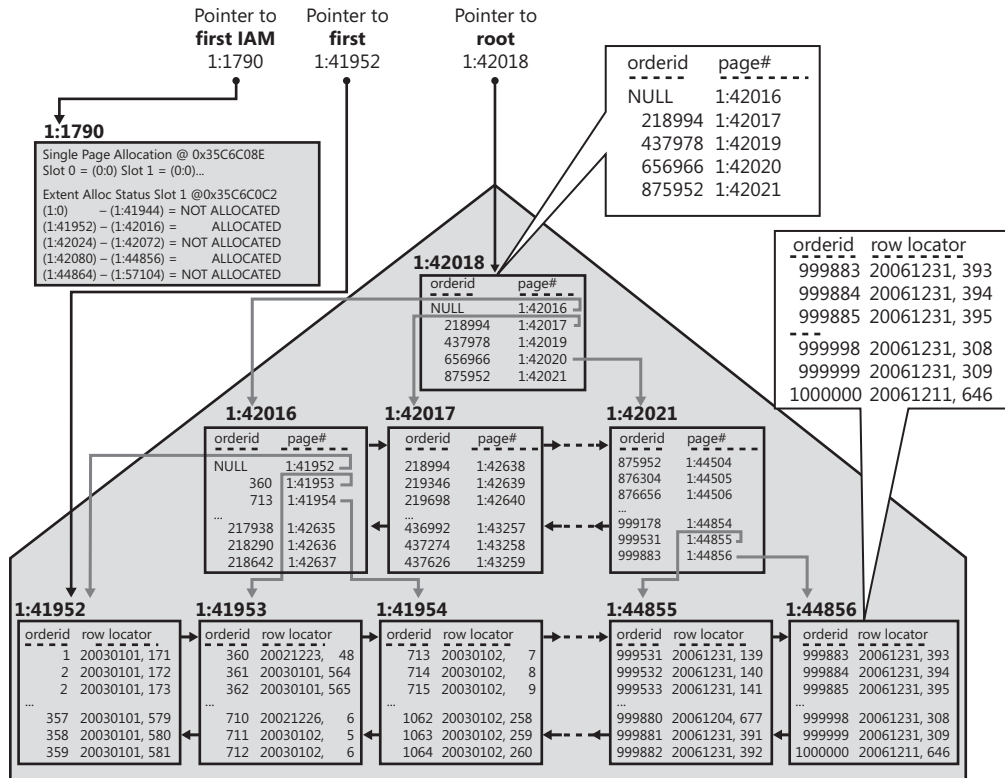 Pointer to
first IAM
1:1790
Pointer to
first
1:41952
Pointer to
root
1:42018
orderid page#
NULL 1:42016
218994 1:42017
437978 1:42019
656966 1:42020
875952 1:42021
1:1790
Single Page Allocation @ 0x35C6C08E
Slot 0 = (0:0) Slot 1 = (0:0)...
Extent Alloc Status Slot 1 @0x35C6C0C2
(1:0) – (1:41944) = NOT ALLOCATED
(1:41952) – (1:42016) = ALLOCATED
(1:42024) – (1:42072) = NOT ALLOCATED
(1:42080) – (1:44856) = ALLOCATED
(1:44864) – (1:57104) = NOT ALLOCATED
orderid row locator
999883 20061231, 393
999884 20061231, 394
999885 20061231, 395
999998 20061231, 308
999999 20061231, 309
1000000 20061211, 646
1:42018
orderid page#
NULL 1:42016
218994 1:42017
437978 1:42019
656966 1:42020
875952 1:42021
1:42016
orderid page#
NULL 1:41952
360 1:41953
713 1:41954
...
217938 1:42635
218290 1:42636
218642 1:42637
1:42017
orderid page#
218994 1:42638
219346 1:42639
219698 1:42640
...
436992 1:43257
437274 1:43258
437626 1:43259
1:42021
orderid page#
875952 1:44504
876304 1:44505
876656 1:44506
...
999178 1:44854
999531 1:44855
999883 1:44856
1:41952
orderid row locator
1 20030101, 171
2 20030101, 172
2 20030101, 173
...
357 20030101, 579
358 20030101, 580
359 20030101, 581
1:41953
orderid row locator
360 20021223, 48
361 20030101, 564
362 20030101, 565
...
710 20021226, 6
711 20030102, 5
712 20030102, 6
1:41954
orderid row locator
713 20030102, 7
714 20030102, 8
715 20030102, 9
...
1062 20030102, 258
1063 20030102, 259
1064 20030102, 260
1:44855
orderid row locator
999531 20061231, 139
999532 20061231, 140
999533 20061231, 141
...
999880 20061204, 677
999881 20061231, 391
999882 20061231, 392
1:44856
orderid row locator
999883 20061231, 393
999884 20061231, 394
999885 20061231, 395
...
999998 20061231, 308
999999 20061231, 309
1000000 20061211, 646